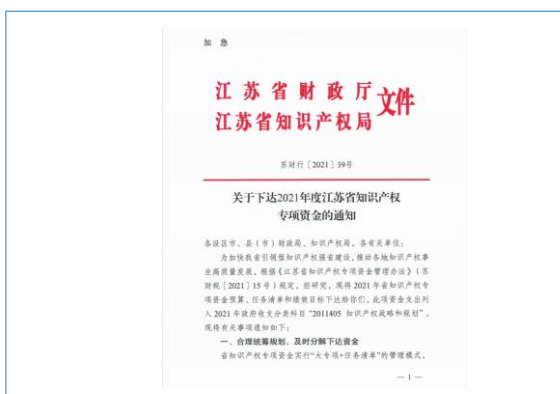 加 急
江苏省财政厅
江苏省知识产权局
文件
苏财行〔2021〕39号
关于下达2021年度江苏省知识产权
专项资金的通知
各设区市、县（市）财政局、知识产权局，各有关单位：
为加快我省引领型知识产权强省建设，推动各地知识产权事
业高质量发展，根据《江苏省知识产权专项资金管理办法》（苏
财规〔2021〕15号）规定，经研究，现将2021年省知识产权专
项资金预算、任务清单和绩效目标下达给你们，此项资金支出列
入2021年政府收支分类科目“2011405 知识产权战略和规划”。
现将有关事项通知如下：
一、合理统筹规划，及时分解下达资金
省知识产权专项资金实行“大专项+任务清单”的管理模式。
— 1 —